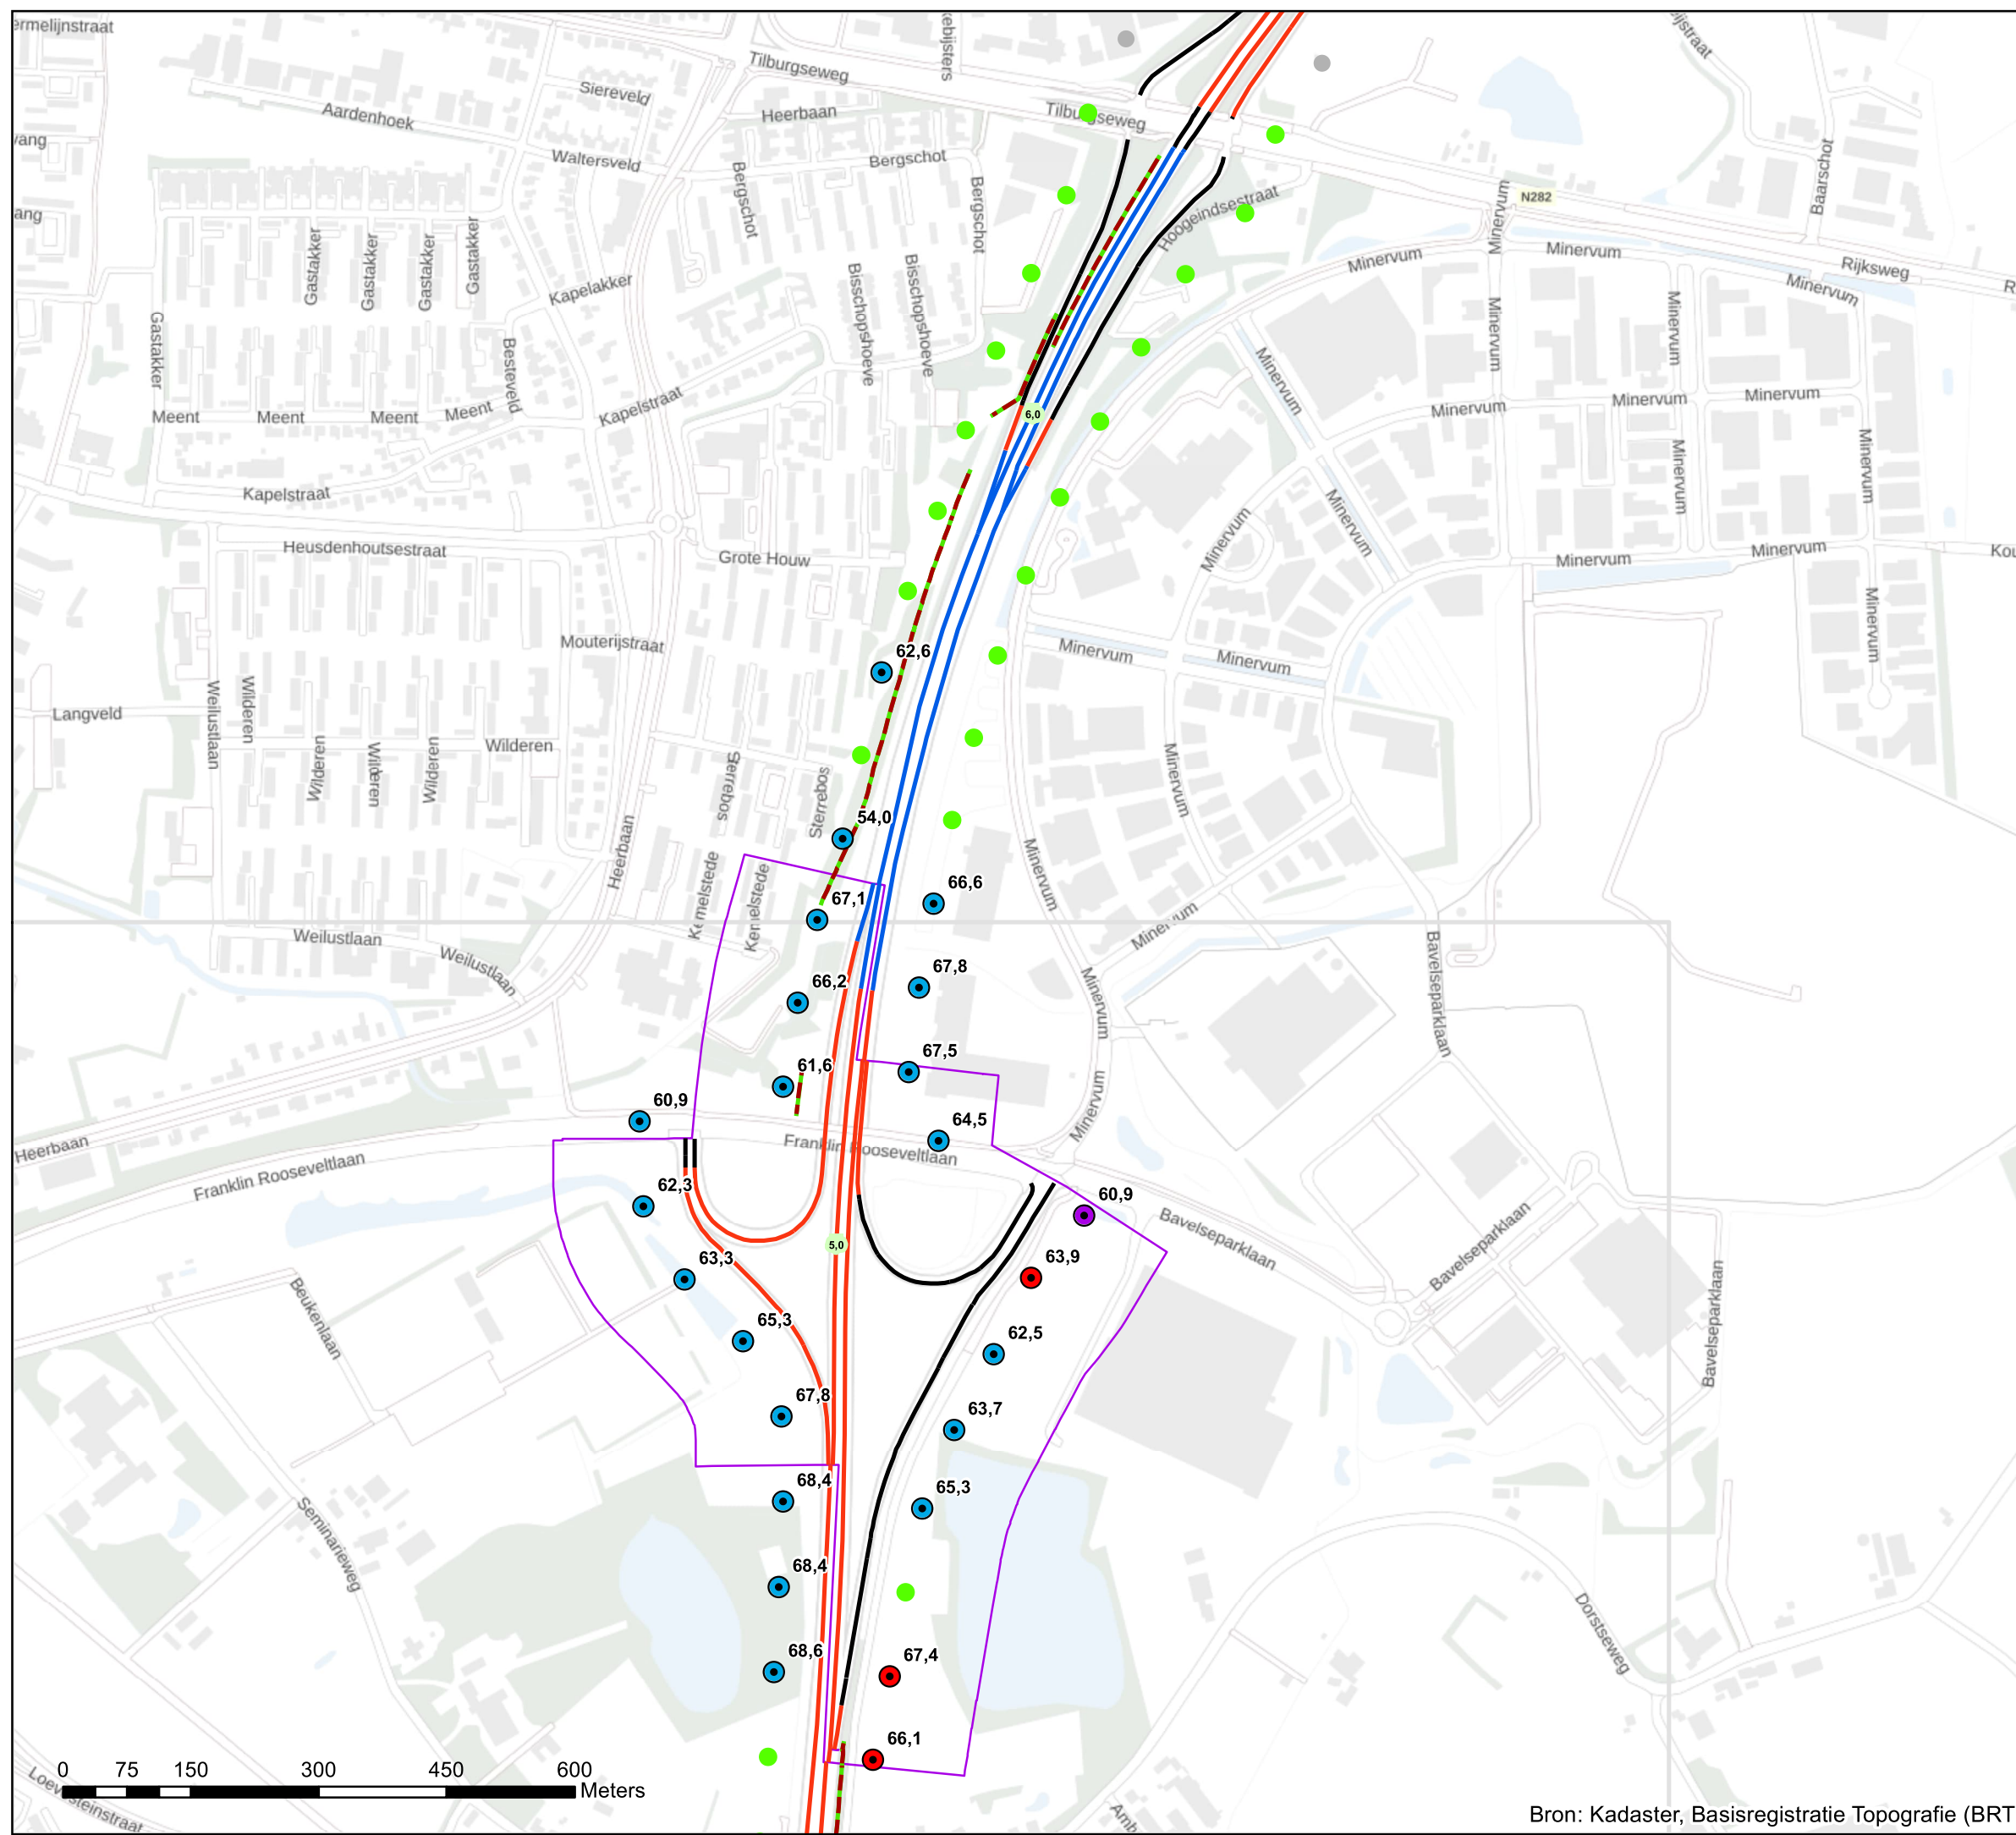 ermelijnstraat
Tilburgseweg
Siereveld
Aardenhoek
Heerbaan
Tilburgseweg
Waltersveld
Bergschot
Bergschot
Bergschot
Baarschot
N282
Hoogeindsestraat
Minervum
Minervum
Minervum
Rijksweg
Minervum
Gastakker
Gastakker
Gastakker
Gastakker
Kapelakker
Bisschopshoeve
Bisschopshoeve
Gastakker
Besteveld
Minervum
Minervum
Minervum
Meent
Meent
Meent
Meent
Kapelstraat
6,0
Minervum
Minervum
Minervum
Minervum
Minervum
Kapelstraat
Minervum
Minervum
Heusdenhoutsestraat
Grote Houw
Minervum
Minervum
Kou
Mouterijstraat
62,6
Minervum
Minervum
Minervum
Langveld
Weilustlaan
Wilderen
Wilderen
Wilderen
Wilderen
Wilderen
Serrebos
Sterrebos
Minervum
54,0
Heerbaan
Kemelstede
Kemelstede
67,1
66,6
Minervum
Minervum
Weilustlaan
Weilustlaan
66,2
67,8
Minervum
Bavelseparklaan
61,6
67,5
60,9
64,5
Minervum
Heerbaan
Franklin Rooseveltlaan
Franklin Rooseveltlaan
62,3
60,9
Bavelseparklaan
Bavelseparklaan
5,0
63,3
63,9
Beukenlaan
65,3
62,5
Bavelseparklaan
67,8
63,7
68,4
65,3
Seminarieweg
68,4
Dorstseweg
68,6
67,4
66,1
0 75 150 300 450 600
Meters
Loevesteinstraat
Bron: Kadaster, Basisregistratie Topografie (BRT